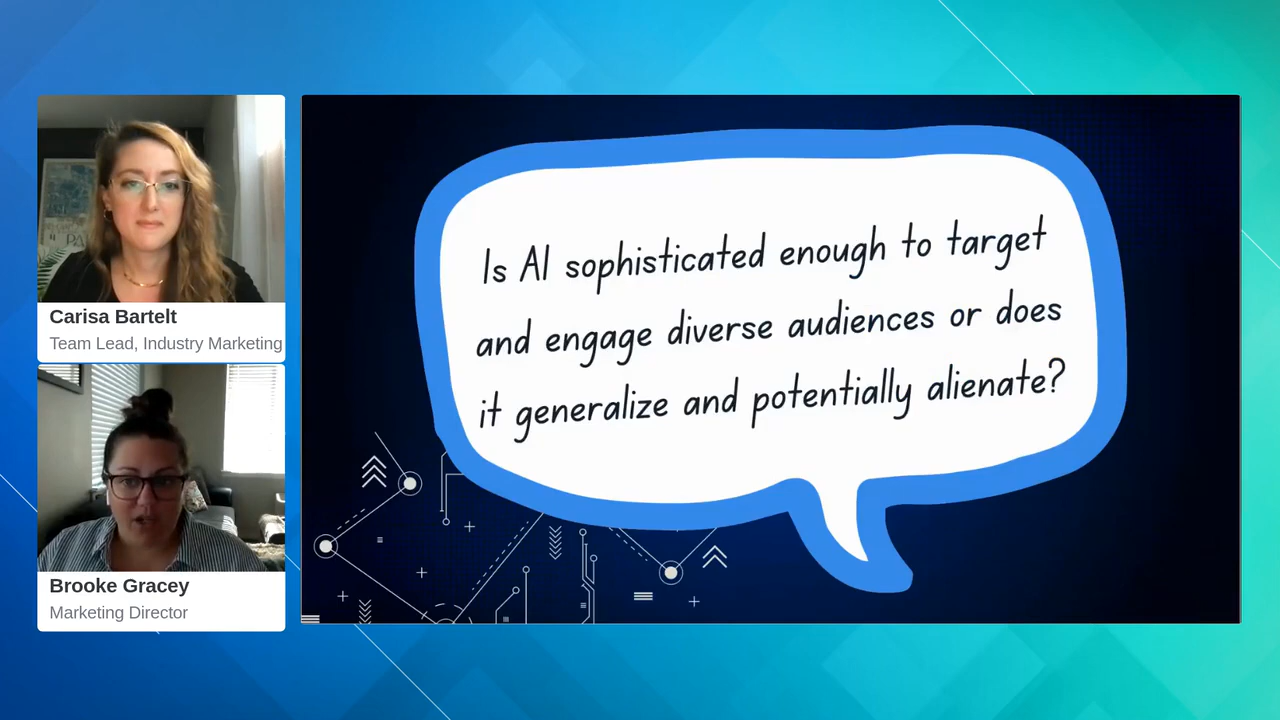 Carisa Bartelt
Team Lead, Industry Marketing
Brooke Gracey
Marketing Director
Is AI sophisticated enough to target
and engage diverse audiences or does
it generalize and potentially alienate?